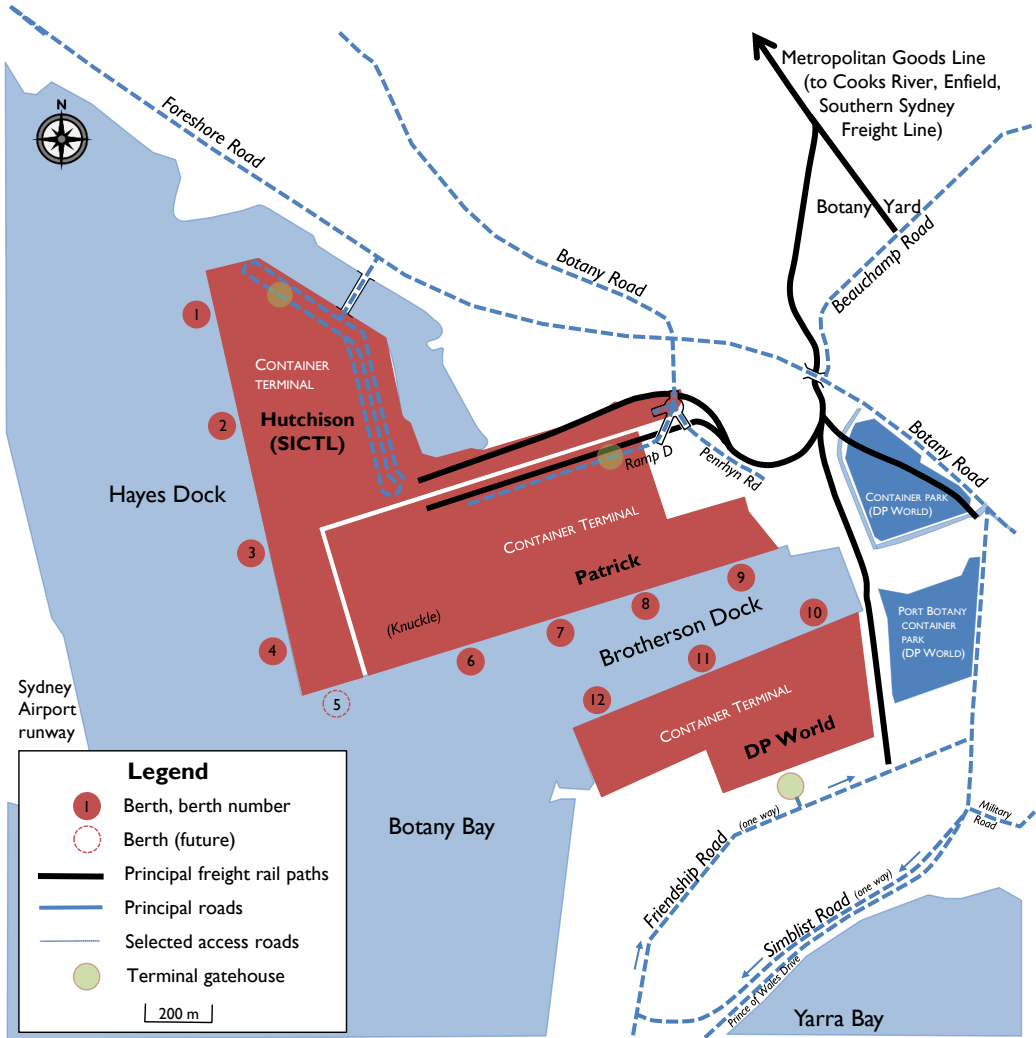 Metropolitan Goods Line
(to Cooks River, Enfield,
Southern Sydney
Freight Line)
N
Foreshore Road
Botany Yard
Beauchamp Road
Botany Road
1
CONTAINER
TERMINAL
Hutchison
(SICTL)
2
Ramp D
Penrhyn Rd
Botany Road
Hayes Dock
CONTAINER PARK
(DP WORLD)
3
CONTAINER TERMINAL
Patrick
(Knuckle)
9
8
7
6
Brotherson Dock
10
PORT BOTANY
CONTAINER
PARK
(DP WORLD)
4
5
11
12
CONTAINER TERMINAL
DP World
Sydney
Airport
runway
Legend
1 Berth, berth number
Berth (future)
Principal freight rail paths
Principal roads
Selected access roads
Terminal gatehouse
200 m
Botany Bay
Friendship Road (one way)
Military
Road
Simblist Road (one way)
Prince of Wales Drive
Yarra Bay